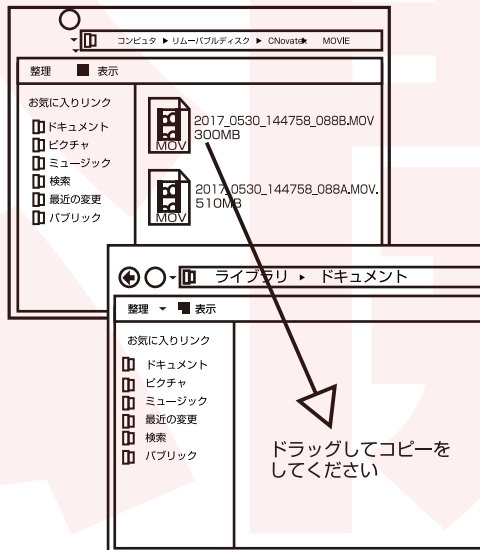 コンピュタ ▶ リムーバブルディスク ▶ CNovatek ▶ MOVIE
整理 ■ 表示
お気に入りリンク
ドキュメント
ピクチャ
ミュージック
検索
最近の変更
パブリック
MOV
2017_0530_144758_088B.MOV
300MB
MOV
2017_0530_144758_088A.MOV.
510MB
ライブラリ ▸ ドキュメント
整理 表示
お気に入りリンク
ドキュメント
ピクチャ
ミュージック
最近の変更
検索
パブリック
ドラッグしてコピーを
してください